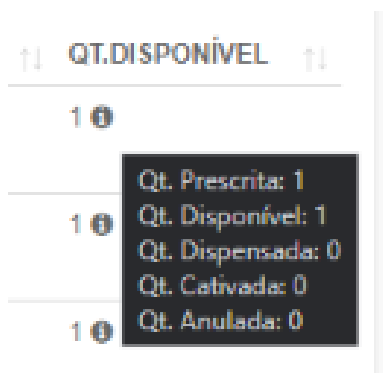 QT.DISPONÍVEL
1
Qt. Prescrita: 1
Qt. Disponível: 1
Qt. Dispensada: 0
Qt. Cativada: 0
Qt. Anulada: 0
1
1